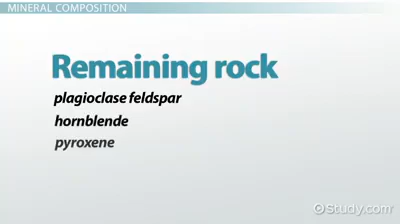 MINERAL COMPOSITION
Remaining rock
plagioclase feldspar
hornblende
pyroxene
Study.com